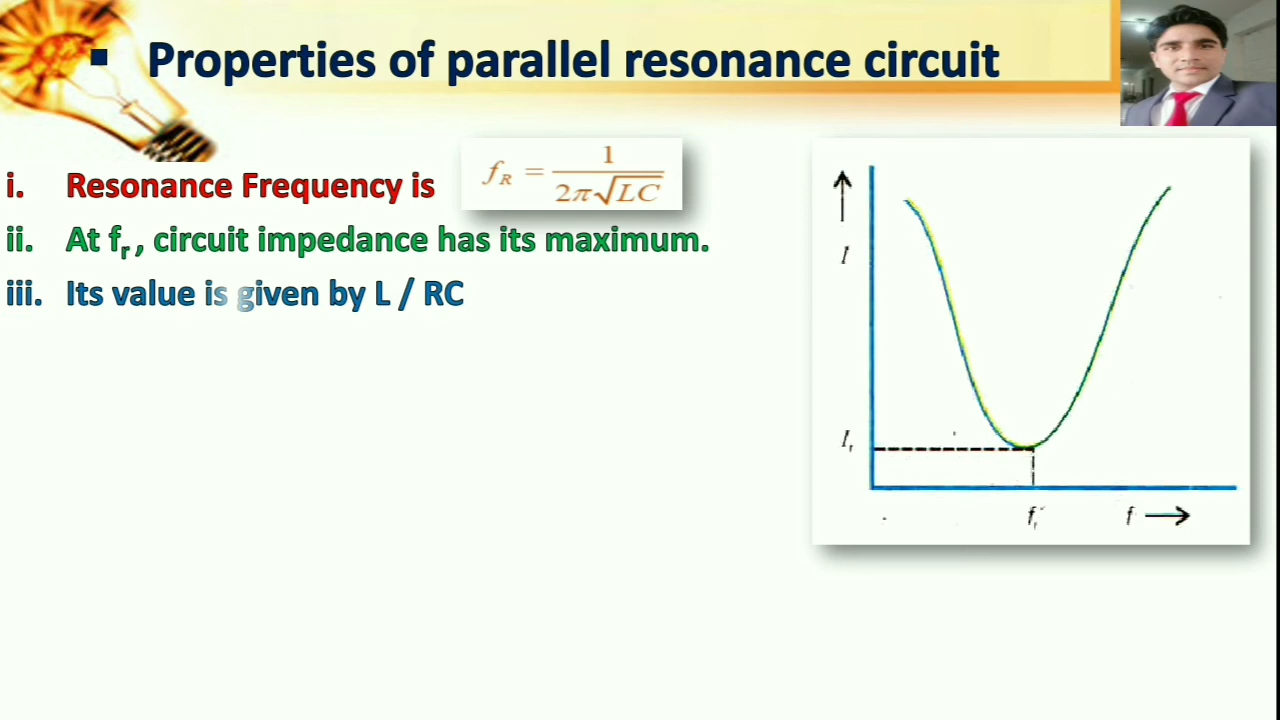 ▪ Properties of parallel resonance circuit
i. Resonance Frequency is f_R = 1 / 2π√LC
ii. At f_r , circuit impedance has its maximum.
iii. Its value is given by L / RC
I
I_r
f_r f